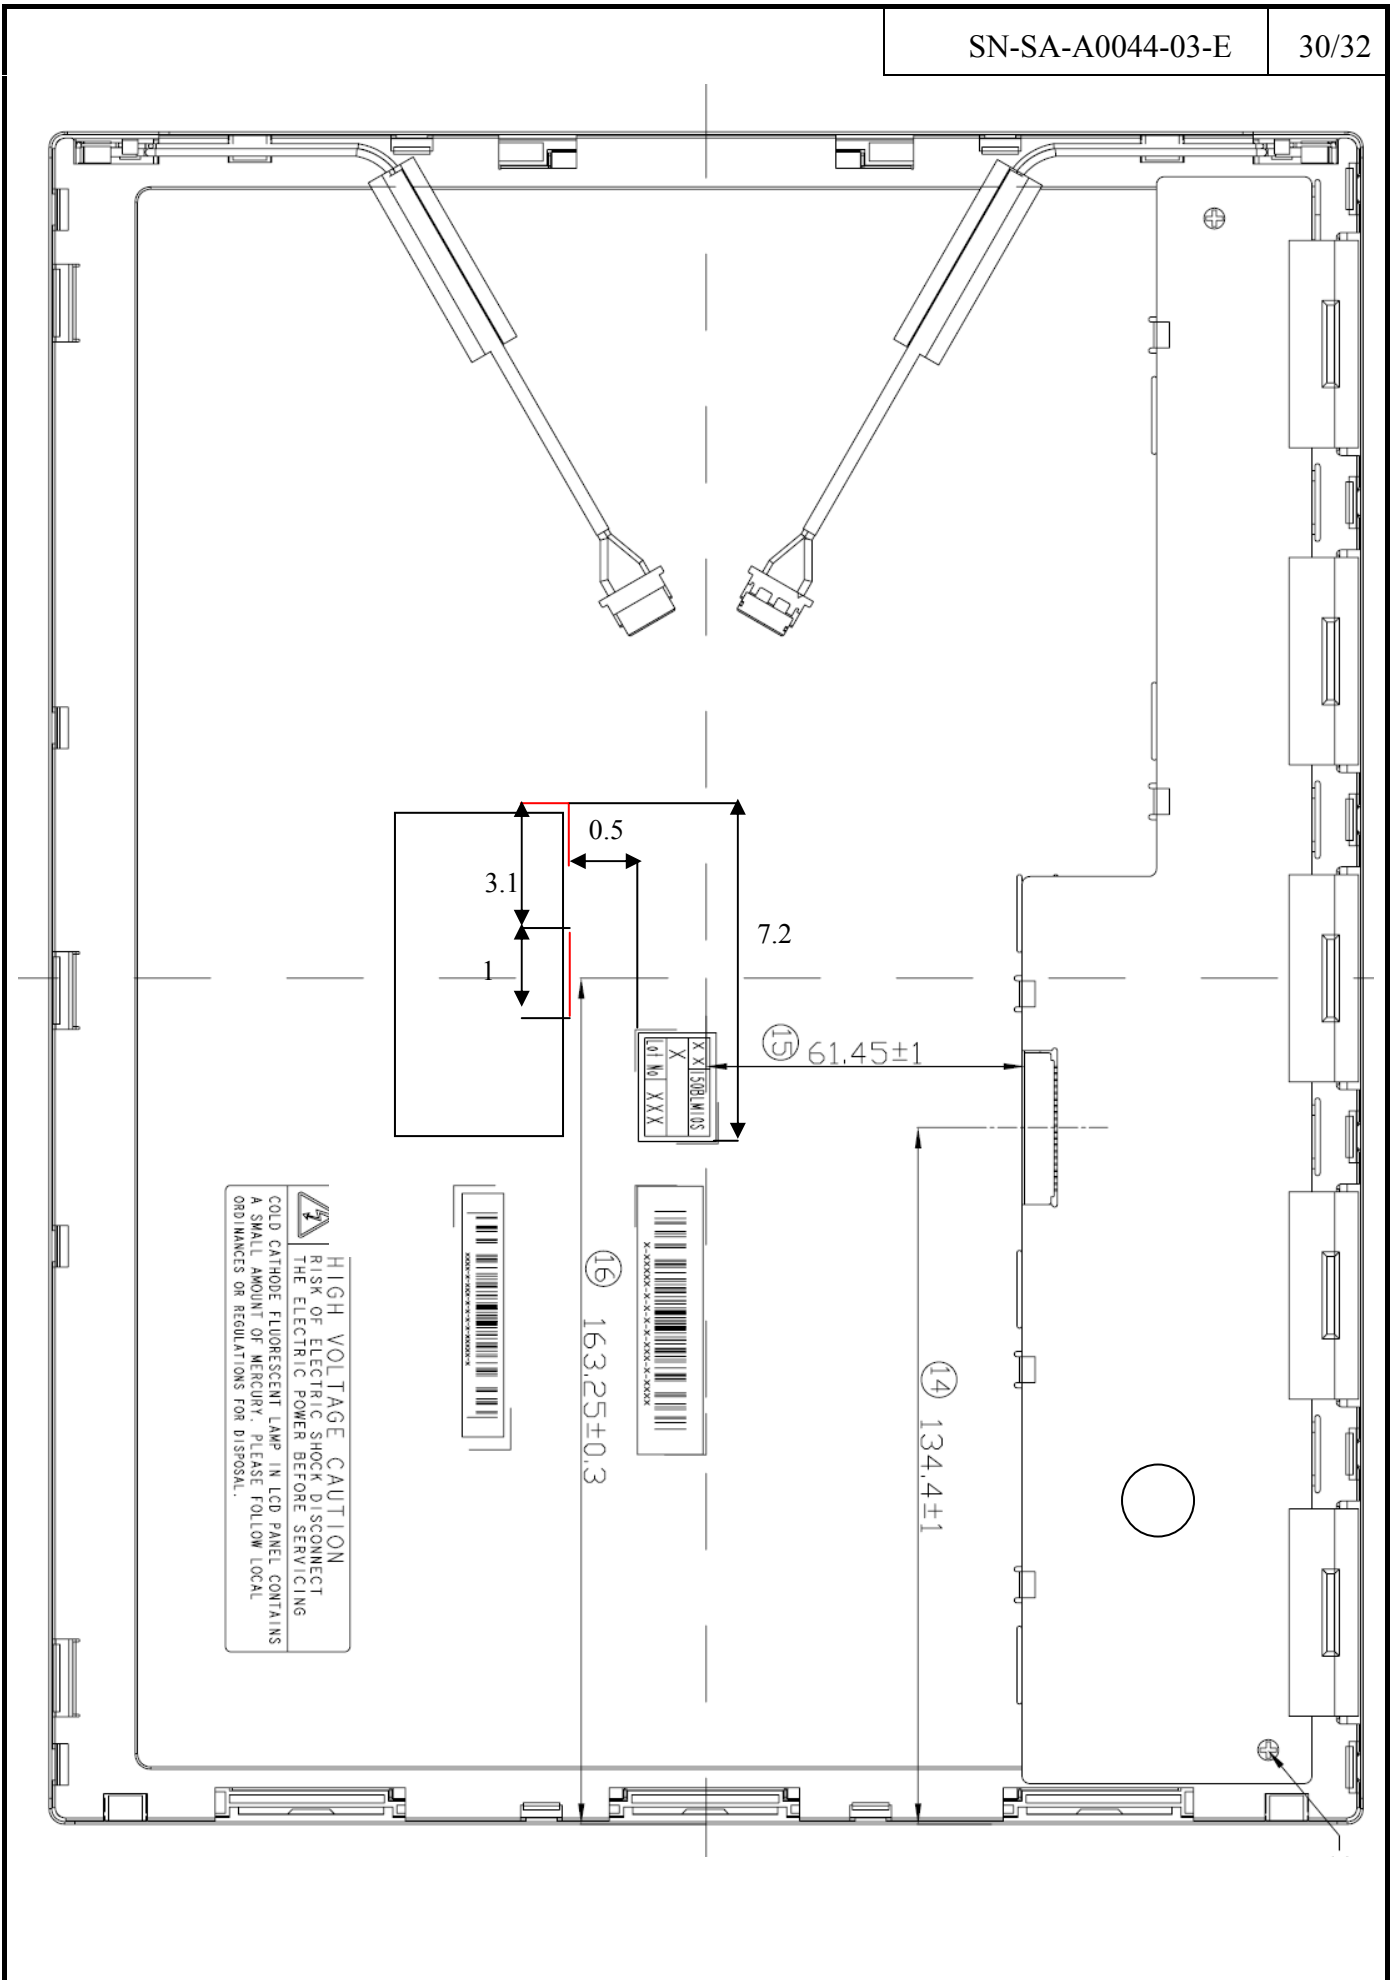 SN-SA-A0044-03-E 30/32
0.5
3.1
7.2
1
15 61.45±1
X X 150BLM10S
X
Lot No XXX
16 163.25±0.3
14 134.4±1
X-XXXXX-X-X-X-X-XXX-X-XXXX
HIGH VOLTAGE CAUTION
RISK OF ELECTRIC SHOCK DISCONNECT
THE ELECTRIC POWER BEFORE SERVICING
COLD CATHODE FLUORESCENT LAMP IN LCD PANEL CONTAINS
A SMALL AMOUNT OF MERCURY. PLEASE FOLLOW LOCAL
ORDINANCES OR REGULATIONS FOR DISPOSAL.